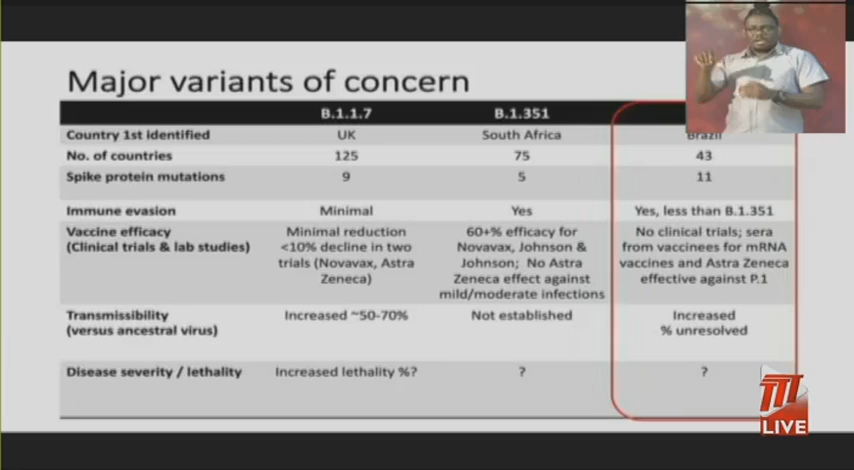 Major variants of concern
B.1.1.7 B.1.351
Country 1st identified UK South Africa Brazil
No. of countries 125 75 43
Spike protein mutations 9 5 11
Immune evasion Minimal Yes Yes, less than B.1.351
Vaccine efficacy Minimal reduction 60+% efficacy for No clinical trials; sera
(Clinical trials & lab studies) <10% decline in two Novavax, Johnson & from vaccinees for mRNA
trials (Novavax, Astra Johnson; No Astra vaccines and Astra Zeneca
Zeneca) Zeneca effect against effective against P.1
mild/moderate infections
Transmissibility Increased ~50-70% Not established Increased
(versus ancestral virus) % unresolved
Disease severity / lethality Increased lethality %? ? ?
LIVE